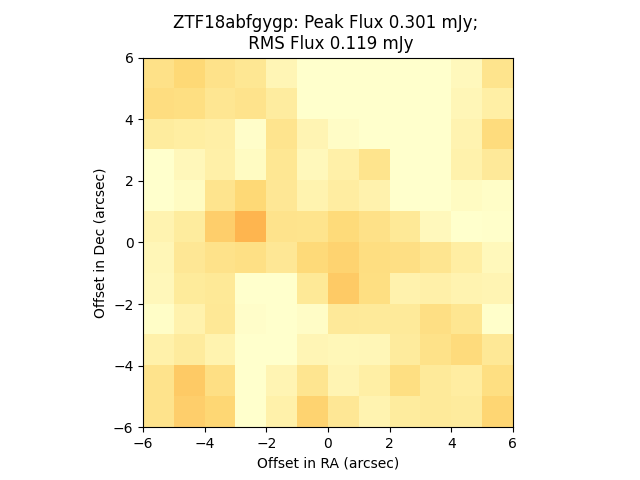 ZTF18abfgygp: Peak Flux 0.301 mJy;
RMS Flux 0.119 mJy
6
4
2
0
−2
−4
−6
Offset in Dec (arcsec)
−6 −4 −2 0 2 4 6
Offset in RA (arcsec)